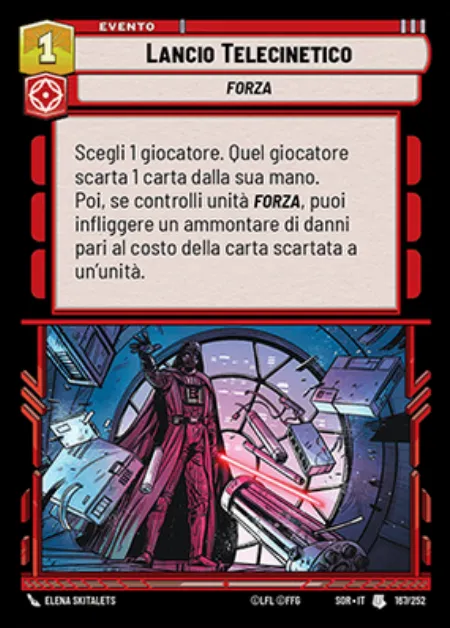 EVENTO
1
LANCIO TELECINETICO
FORZA
Scegli 1 giocatore. Quel giocatore
scarta 1 carta dalla sua mano.
Poi, se controlli unità FORZA, puoi
infliggere un ammontare di danni
pari al costo della carta scartata a
un'unità.
ELENA SKITALETS
©LFL ©FFG
SOR•IT
167/252